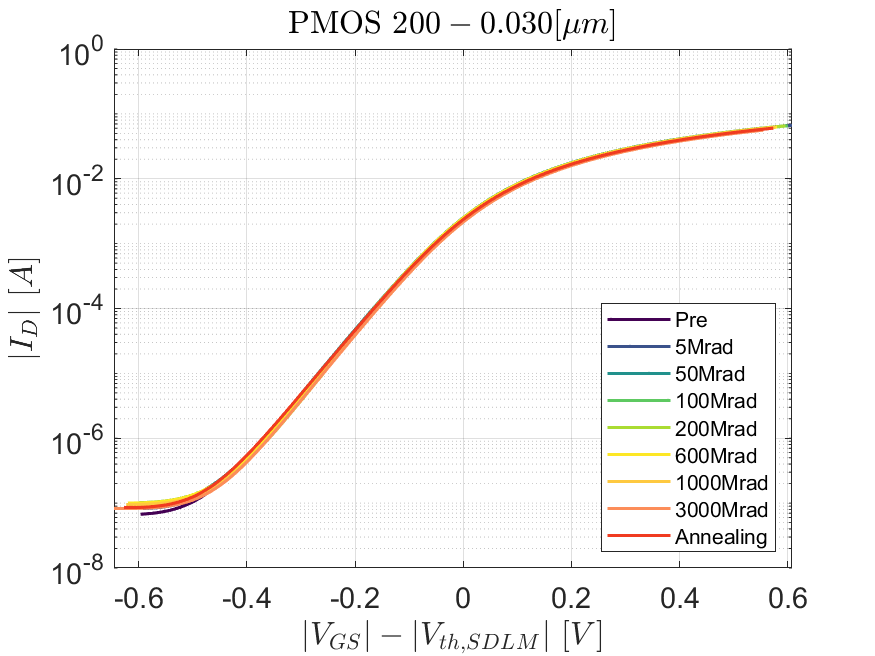 PMOS 200 − 0.030[μm]
10^0
10^-2
10^-4
10^-6
10^-8
|I_D| [A]
Pre
5Mrad
50Mrad
100Mrad
200Mrad
600Mrad
1000Mrad
3000Mrad
Annealing
-0.6 -0.4 -0.2 0 0.2 0.4 0.6
|V_GS| − |V_th,SDLM| [V]